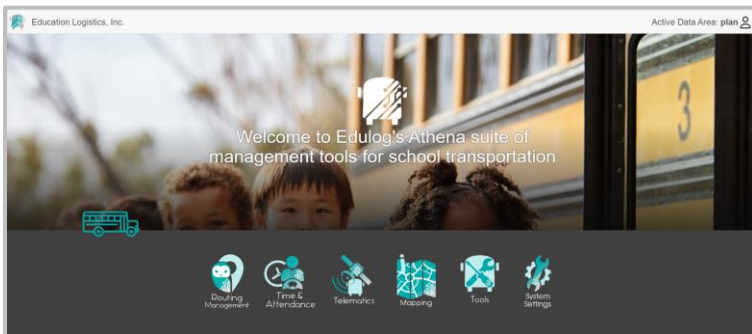 Education Logistics, Inc.
Active Data Area: plan
3
Welcome to Edulog's Athena suite of
management tools for school transportation
Routing
Management
Time &
Attendance
Telematics
Mapping
Tools
System
Settings